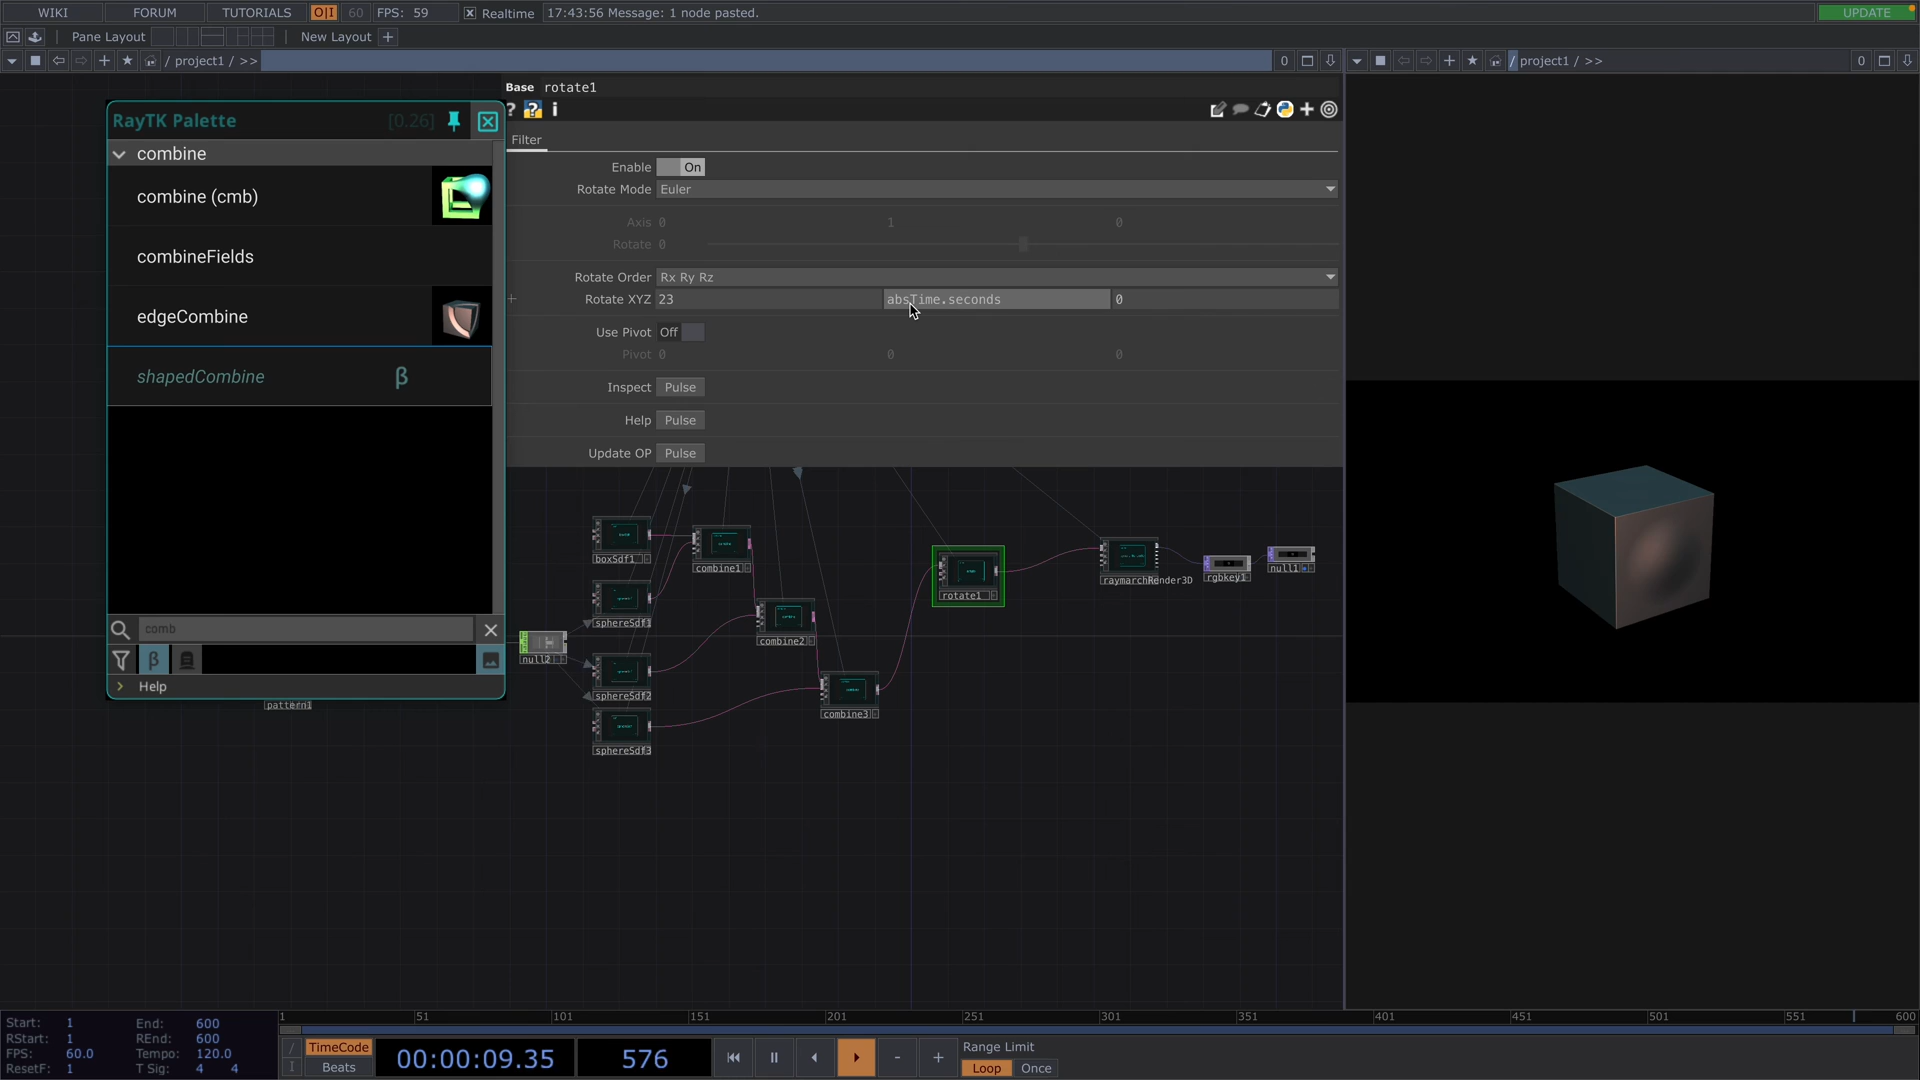 WIKI FORUM TUTORIALS O|I 60 FPS: 59 Realtime 17:43:56 Message: 1 node pasted. UPDATE
Pane Layout New Layout +
/ project1 / >> 0 / project1 / >> 0
Base rotate1
RayTK Palette [0.26]
Filter
combine
combine (cmb)
combineFields
edgeCombine
shapedCombine β
comb
β
Help
Enable On
Rotate Mode Euler
Axis 0 1 0
Rotate 0
Rotate Order Rx Ry Rz
Rotate XYZ 23 absTime.seconds 0
Use Pivot Off
Pivot 0 0 0
Inspect Pulse
Help Pulse
Update OP Pulse
boxSdf1
combine1
raymarchRender3D
rgbkey1
null1
rotate1
sphereSdf1
combine2
null2
sphereSdf2
combine3
pattern1
sphereSdf3
1 51 101 151 201 251 301 351 401 451 501 551 600
Start: 1 End: 600
RStart: 1 REnd: 600
FPS: 60.0 Tempo: 120.0
ResetF: 1 T Sig: 4 4
TimeCode
Beats
00:00:09.35 576
Range Limit
Loop Once